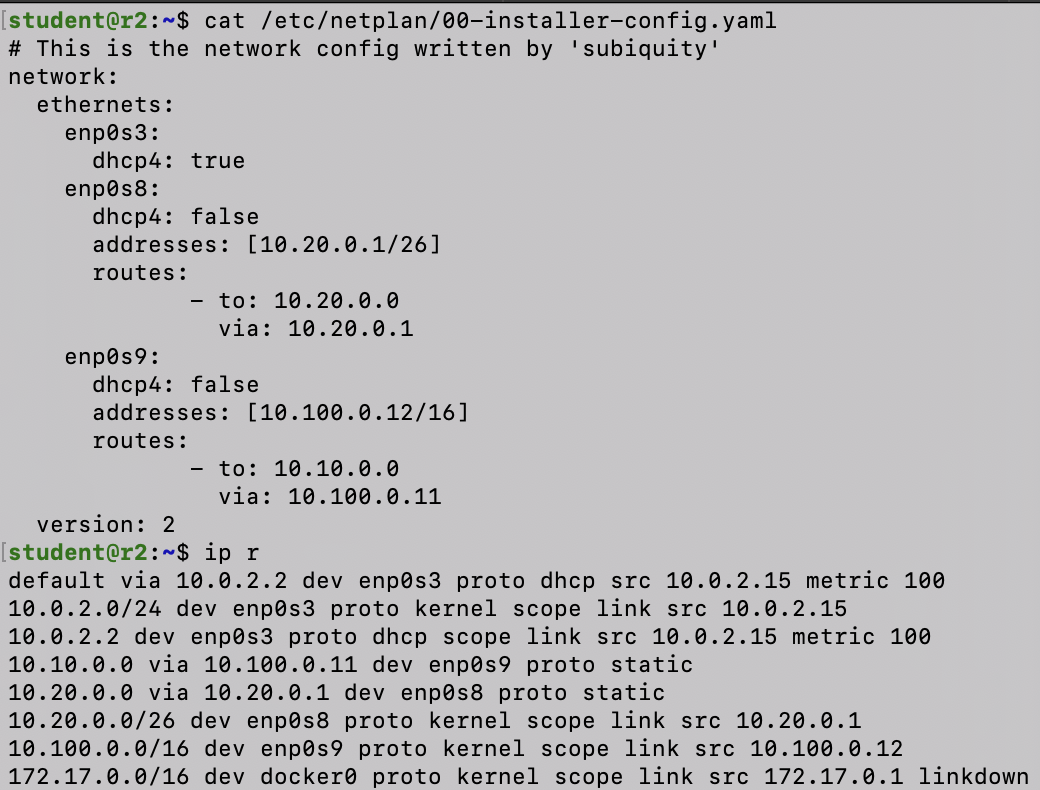 [student@r2:~$ cat /etc/netplan/00-installer-config.yaml
# This is the network config written by 'subiquity'
network:
  ethernets:
    enp0s3:
      dhcp4: true
    enp0s8:
      dhcp4: false
      addresses: [10.20.0.1/26]
      routes:
             - to: 10.20.0.0
               via: 10.20.0.1
    enp0s9:
      dhcp4: false
      addresses: [10.100.0.12/16]
      routes:
             - to: 10.10.0.0
               via: 10.100.0.11
  version: 2
[student@r2:~$ ip r
default via 10.0.2.2 dev enp0s3 proto dhcp src 10.0.2.15 metric 100
10.0.2.0/24 dev enp0s3 proto kernel scope link src 10.0.2.15
10.0.2.2 dev enp0s3 proto dhcp scope link src 10.0.2.15 metric 100
10.10.0.0 via 10.100.0.11 dev enp0s9 proto static
10.20.0.0 via 10.20.0.1 dev enp0s8 proto static
10.20.0.0/26 dev enp0s8 proto kernel scope link src 10.20.0.1
10.100.0.0/16 dev enp0s9 proto kernel scope link src 10.100.0.12
172.17.0.0/16 dev docker0 proto kernel scope link src 172.17.0.1 linkdown